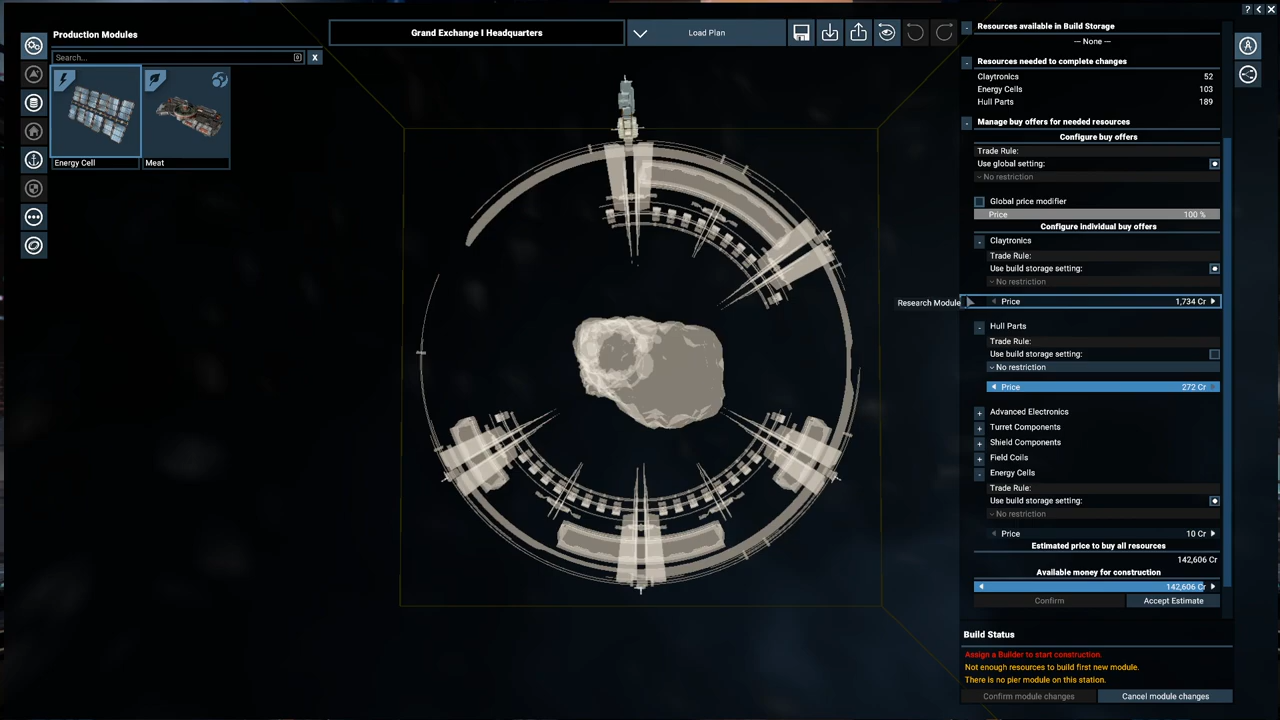 Production Modules
Search...
X
Energy Cell
Meat
Grand Exchange I Headquarters
Load Plan
Research Module
Resources available in Build Storage
— None —
Resources needed to complete changes
Claytronics 52
Energy Cells 103
Hull Parts 189
Manage buy offers for needed resources
Configure buy offers
Trade Rule:
Use global setting:
No restriction
Global price modifier
Price 100 %
Configure individual buy offers
Claytronics
Trade Rule:
Use build storage setting:
No restriction
Price 1,734 Cr
Hull Parts
Trade Rule:
Use build storage setting:
No restriction
Price 272 Cr
Advanced Electronics
Turret Components
Shield Components
Field Coils
Energy Cells
Trade Rule:
Use build storage setting:
No restriction
Price 10 Cr
Estimated price to buy all resources
142,606 Cr
Available money for construction
142,606 Cr
Confirm
Accept Estimate
Build Status
Assign a Builder to start construction.
Not enough resources to build first new module.
There is no pier module on this station.
Confirm module changes
Cancel module changes